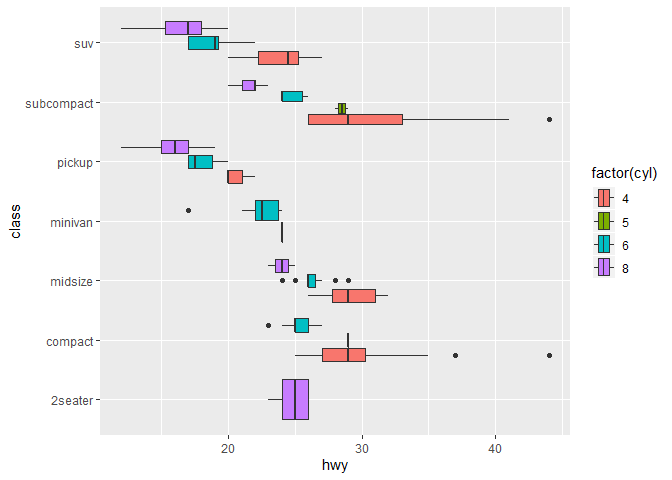 suv
subcompact
pickup
minivan
midsize
compact
2seater
class
20 30 40
hwy
factor(cyl)
4
5
6
8